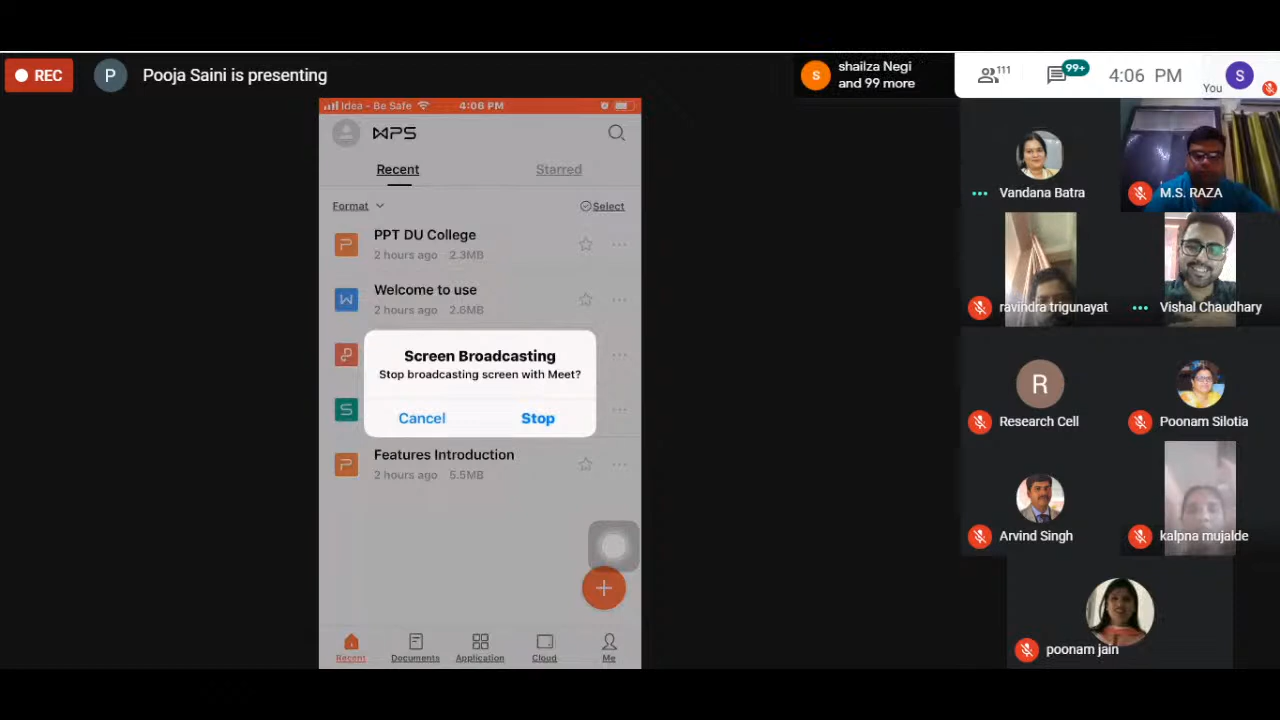 REC
P
Pooja Saini is presenting
s
shailza Negi
and 99 more
111
99+
4:06 PM
You
S
Idea - Be Safe
4:06 PM
WPS
Recent
Starred
Format
Select
PPT DU College
2 hours ago 2.3MB
Welcome to use
2 hours ago 2.6MB
Screen Broadcasting
Stop broadcasting screen with Meet?
Cancel
Stop
Features Introduction
2 hours ago 5.5MB
Recent
Documents
Application
Cloud
Me
Vandana Batra
M.S. RAZA
ravindra trigunayat
Vishal Chaudhary
R
Research Cell
Poonam Silotia
Arvind Singh
kalpna mujalde
poonam jain